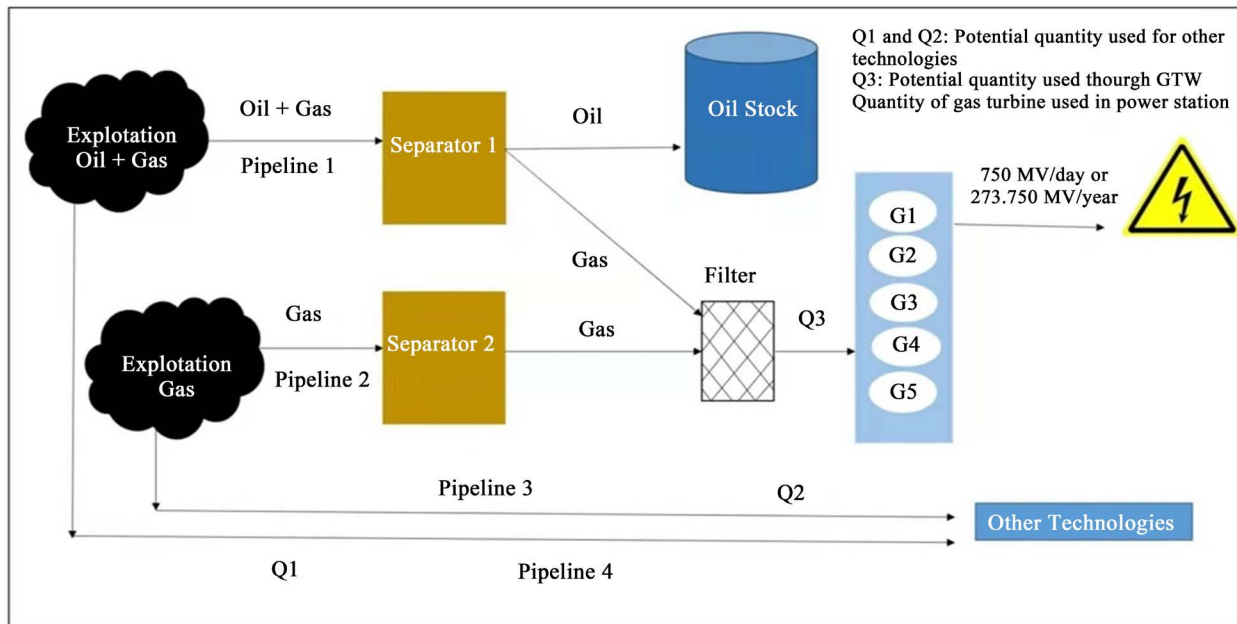 Q1 and Q2: Potential quantity used for other
technologies
Q3: Potential quantity used thourgh GTW
Quantity of gas turbine used in power station
Explotation
Oil + Gas
Oil + Gas
Pipeline 1
Separator 1
Oil
Oil Stock
Gas
750 MV/day or
273.750 MV/year
G1
G2
G3
G4
G5
Explotation
Gas
Gas
Pipeline 2
Separator 2
Gas
Filter
Q3
Pipeline 3
Q2
Other Technologies
Q1
Pipeline 4